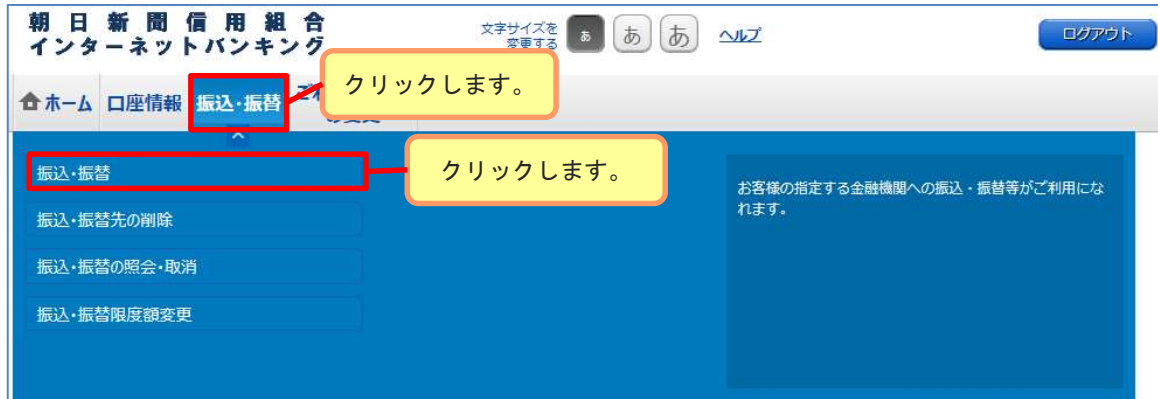 朝日新聞信用組合
インターネットバンキング
文字サイズを
変更する
あ
あ
あ
ヘルプ
ログアウト
ホーム
口座情報
振込・振替
クリックします。
の変更
振込・振替
クリックします。
振込・振替先の削除
振込・振替の照会・取消
振込・振替限度額変更
お客様の指定する金融機関への振込・振替等がご利用にな
れます。